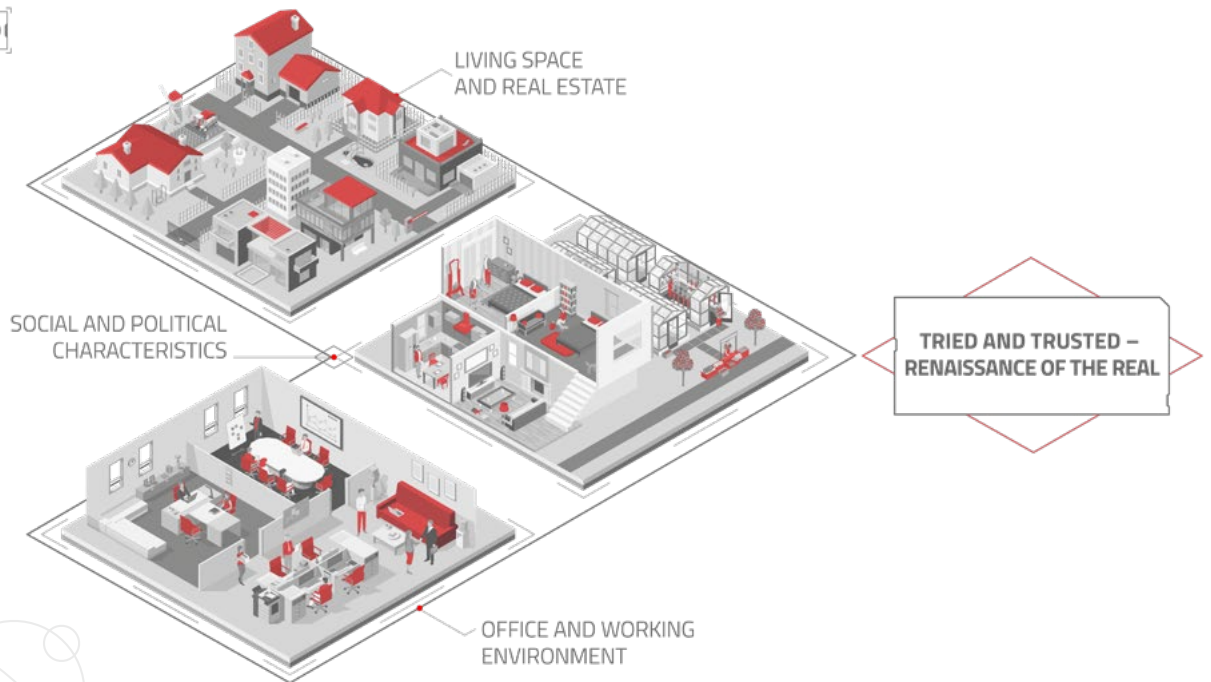 LIVING SPACE
AND REAL ESTATE
SOCIAL AND POLITICAL
CHARACTERISTICS
TRIED AND TRUSTED –
RENAISSANCE OF THE REAL
OFFICE AND WORKING
ENVIRONMENT